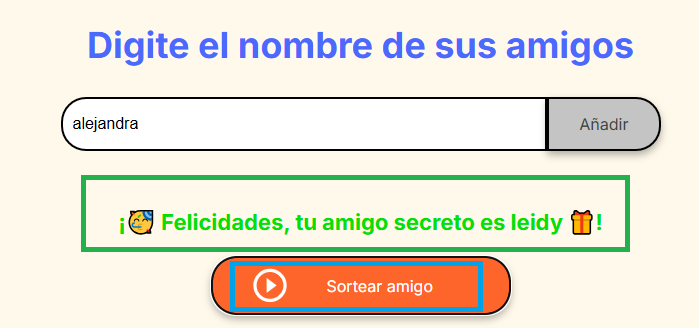 Digite el nombre de sus amigos
alejandra
Añadir
¡🥳 Felicidades, tu amigo secreto es leidy 🎁!
Sortear amigo